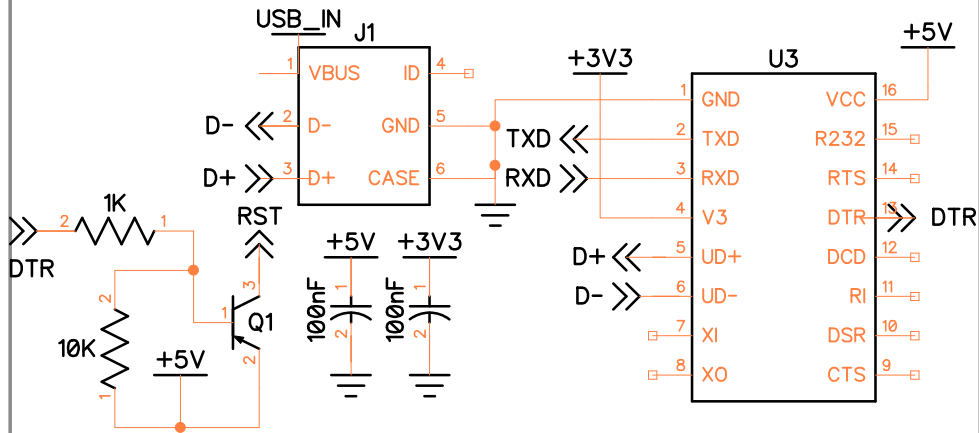 USB_IN
J1
1 VBUS ID 4
D- 2 D- GND 5
D+ 3 D+ CASE 6
+3V3
U3
+5V
1 GND VCC 16
TXD 2 TXD R232 15
RXD 3 RXD RTS 14
4 V3 DTR 13 DTR
D+ 5 UD+ DCD 12
D- 6 UD- RI 11
7 XI DSR 10
8 XO CTS 9
1K
2 1
DTR
RST
3
1 Q1
2
2
10K
1
+5V
+5V
1
100nF
2
+3V3
1
100nF
2